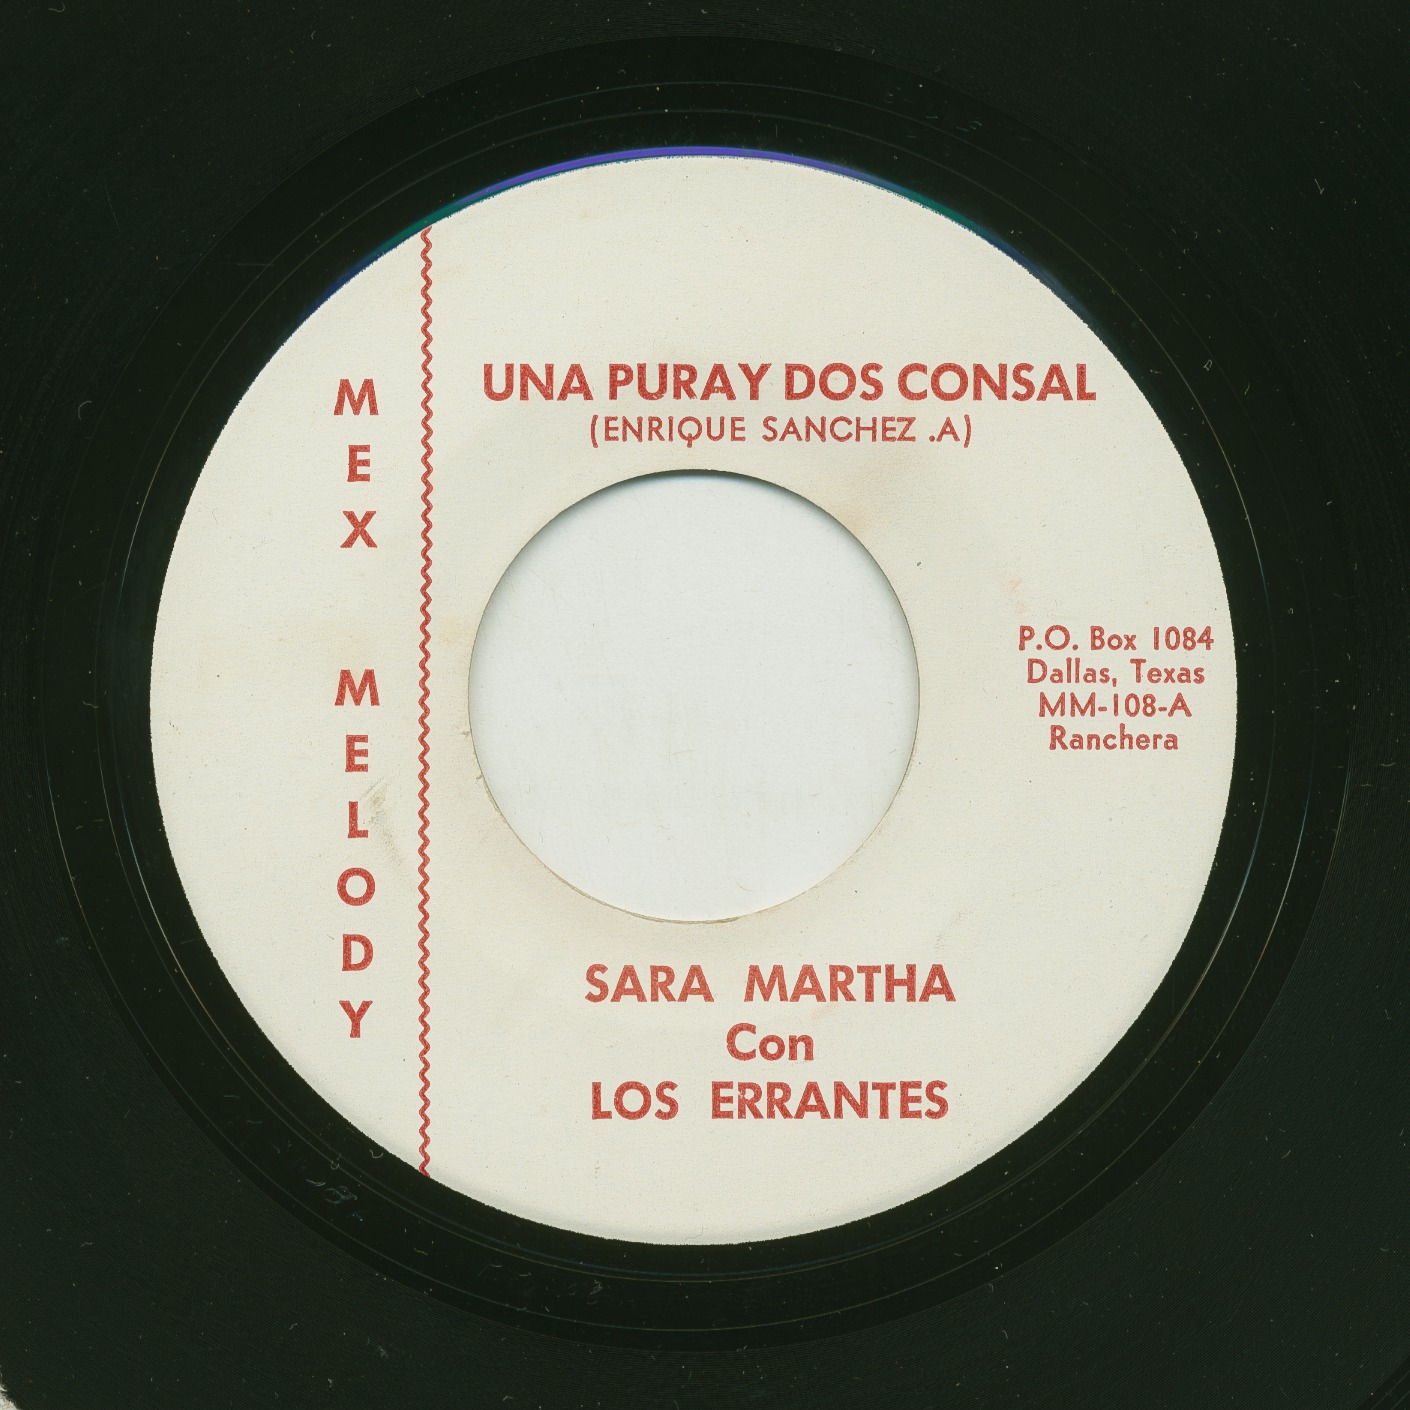 MEX MELODY
UNA PURAY DOS CONSAL
(ENRIQUE SANCHEZ .A)
P.O. Box 1084
Dallas, Texas
MM-108-A
Ranchera
SARA MARTHA
Con
LOS ERRANTES